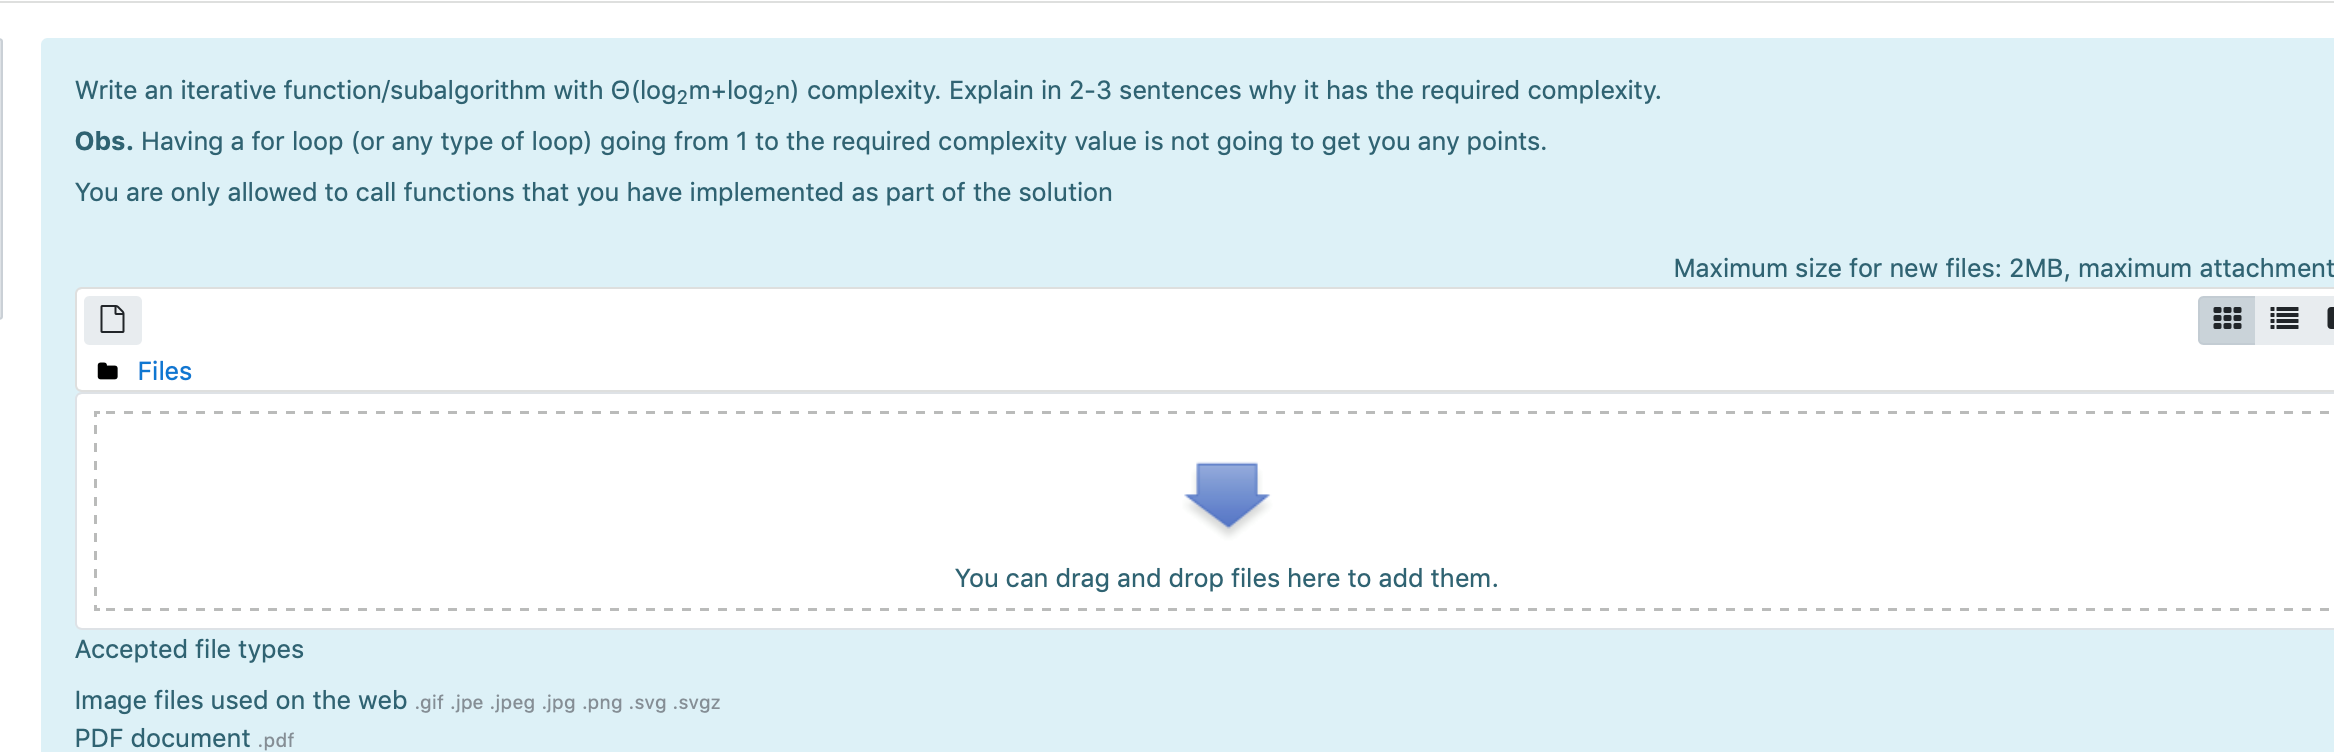 Write an iterative function/subalgorithm with Θ(log₂m+log₂n) complexity. Explain in 2-3 sentences why it has the required complexity.
Obs. Having a for loop (or any type of loop) going from 1 to the required complexity value is not going to get you any points.
You are only allowed to call functions that you have implemented as part of the solution
Maximum size for new files: 2MB, maximum attachment
Files
You can drag and drop files here to add them.
Accepted file types
Image files used on the web .gif .jpe .jpeg .jpg .png .svg .svgz
PDF document .pdf